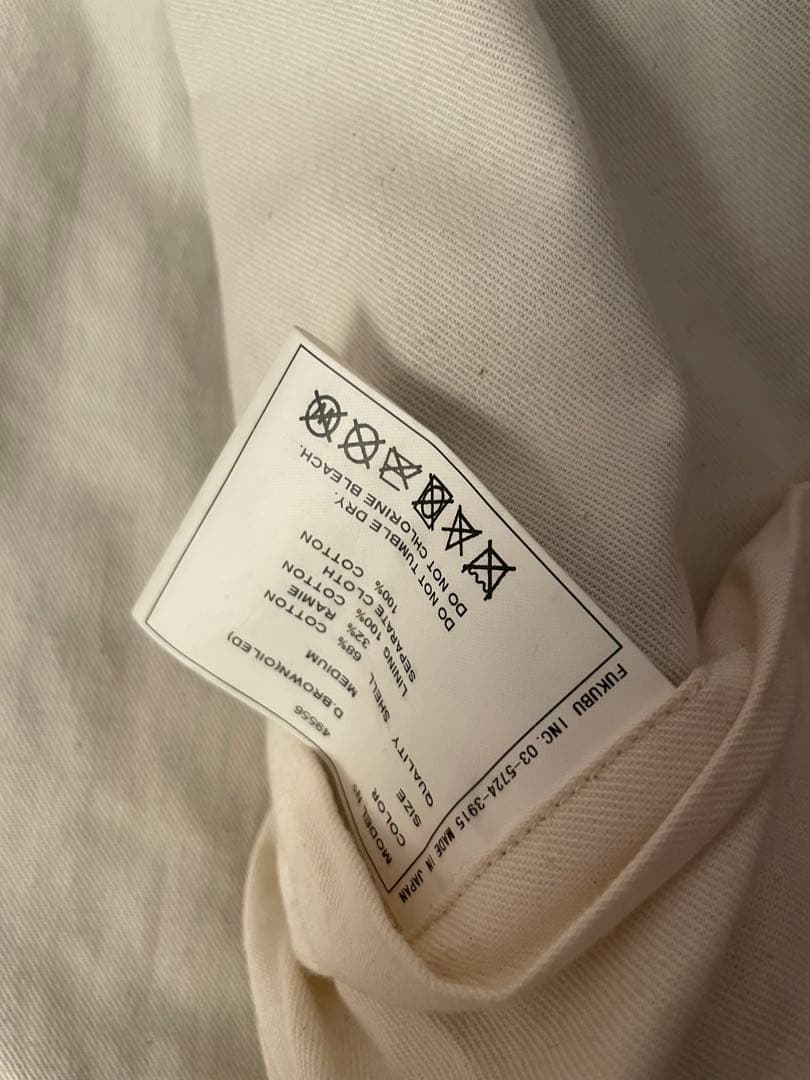 MODEL Nº 49556
COLOR D.BROWN(OILED)
SIZE MEDIUM
QUALITY SHELL 68% COTTON
32% RAMIE
LINING 100% COTTON
SEPARATE CLOTH
100% COTTON
DO NOT TUMBLE DRY.
DO NOT CHLORINE BLEACH.
W
FUKUBU INC. 03-5724-3915 MADE IN JAPAN